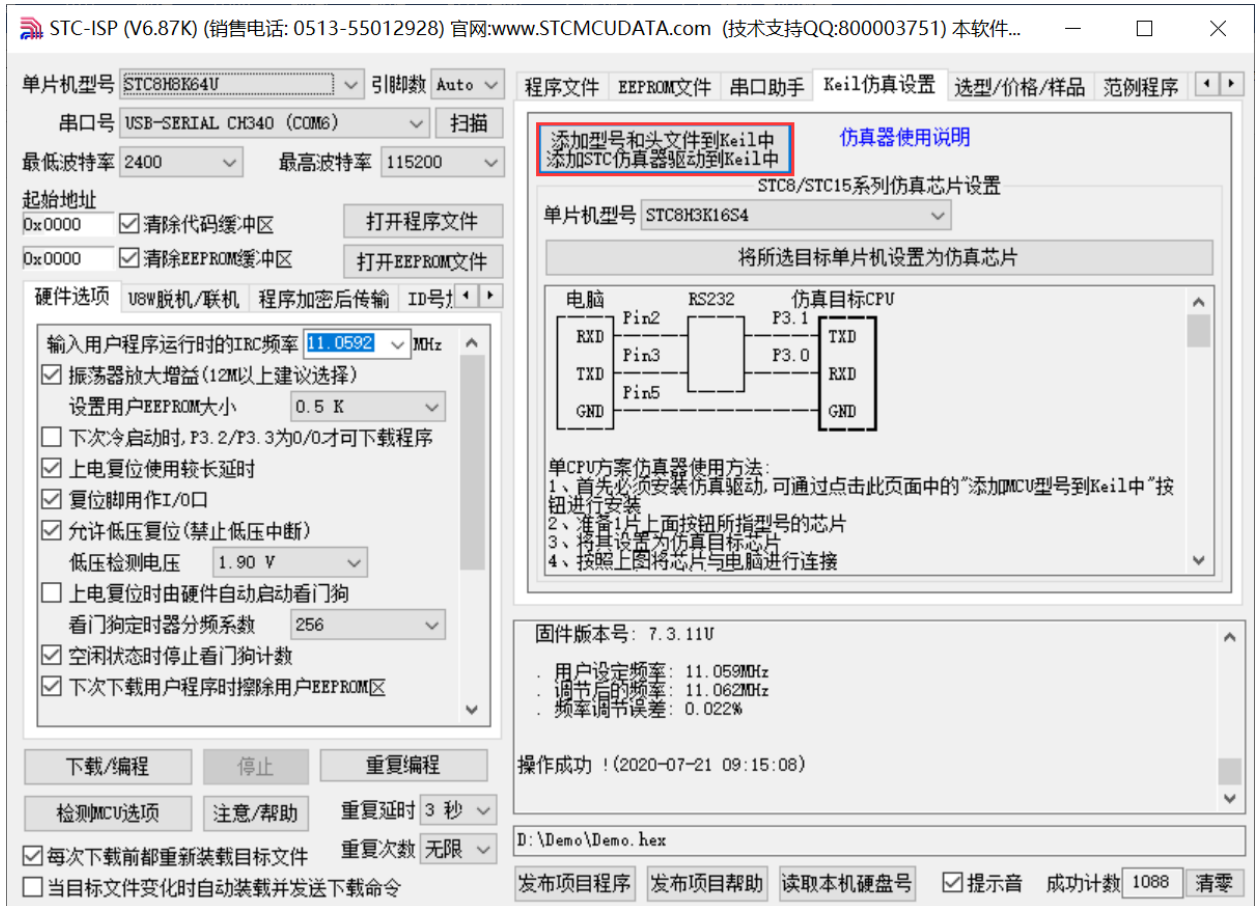 STC-ISP (V6.87K) (销售电话: 0513-55012928) 官网:www.STCMCUDATA.com (技术支持QQ:800003751) 本软件...
单片机型号 STC8H8K64U 引脚数 Auto
串口号 USB-SERIAL CH340 (COM6) 扫描
最低波特率 2400 最高波特率 115200
起始地址
0x0000 清除代码缓冲区 打开程序文件
0x0000 清除EEPROM缓冲区 打开EEPROM文件
硬件选项 U8W脱机/联机 程序加密后传输 ID号
输入用户程序运行时的IRC频率 11.0592 MHz
振荡器放大增益(12M以上建议选择)
设置用户EEPROM大小 0.5 K
下次冷启动时,P3.2/P3.3为0/0才可下载程序
上电复位使用较长延时
复位脚用作I/O口
允许低压复位(禁止低压中断)
低压检测电压 1.90 V
上电复位时由硬件自动启动看门狗
看门狗定时器分频系数 256
空闲状态时停止看门狗计数
下次下载用户程序时擦除用户EEPROM区
下载/编程 停止 重复编程
检测MCU选项 注意/帮助 重复延时 3 秒
重复次数 无限
每次下载前都重新装载目标文件
当目标文件变化时自动装载并发送下载命令
程序文件 EEPROM文件 串口助手 Keil仿真设置 选型/价格/样品 范例程序
添加型号和头文件到Keil中
添加STC仿真器驱动到Keil中
仿真器使用说明
STC8/STC15系列仿真芯片设置
单片机型号 STC8H3K16S4
将所选目标单片机设置为仿真芯片
电脑 RS232 仿真目标CPU
Pin2 P3.1
RXD TXD
Pin3 P3.0
TXD RXD
Pin5
GND GND
单CPU方案仿真器使用方法:
1、首先必须安装仿真驱动,可通过点击此页面中的"添加MCU型号到Keil中"按
钮进行安装
2、准备1片上面按钮所指型号的芯片
3、将其设置为仿真目标芯片
4、按照上图将芯片与电脑进行连接
固件版本号: 7.3.11U
. 用户设定频率: 11.059MHz
. 调节后的频率: 11.062MHz
. 频率调节误差: 0.022%
操作成功 !(2020-07-21 09:15:08)
D:\Demo\Demo.hex
发布项目程序 发布项目帮助 读取本机硬盘号 提示音 成功计数 1088 清零